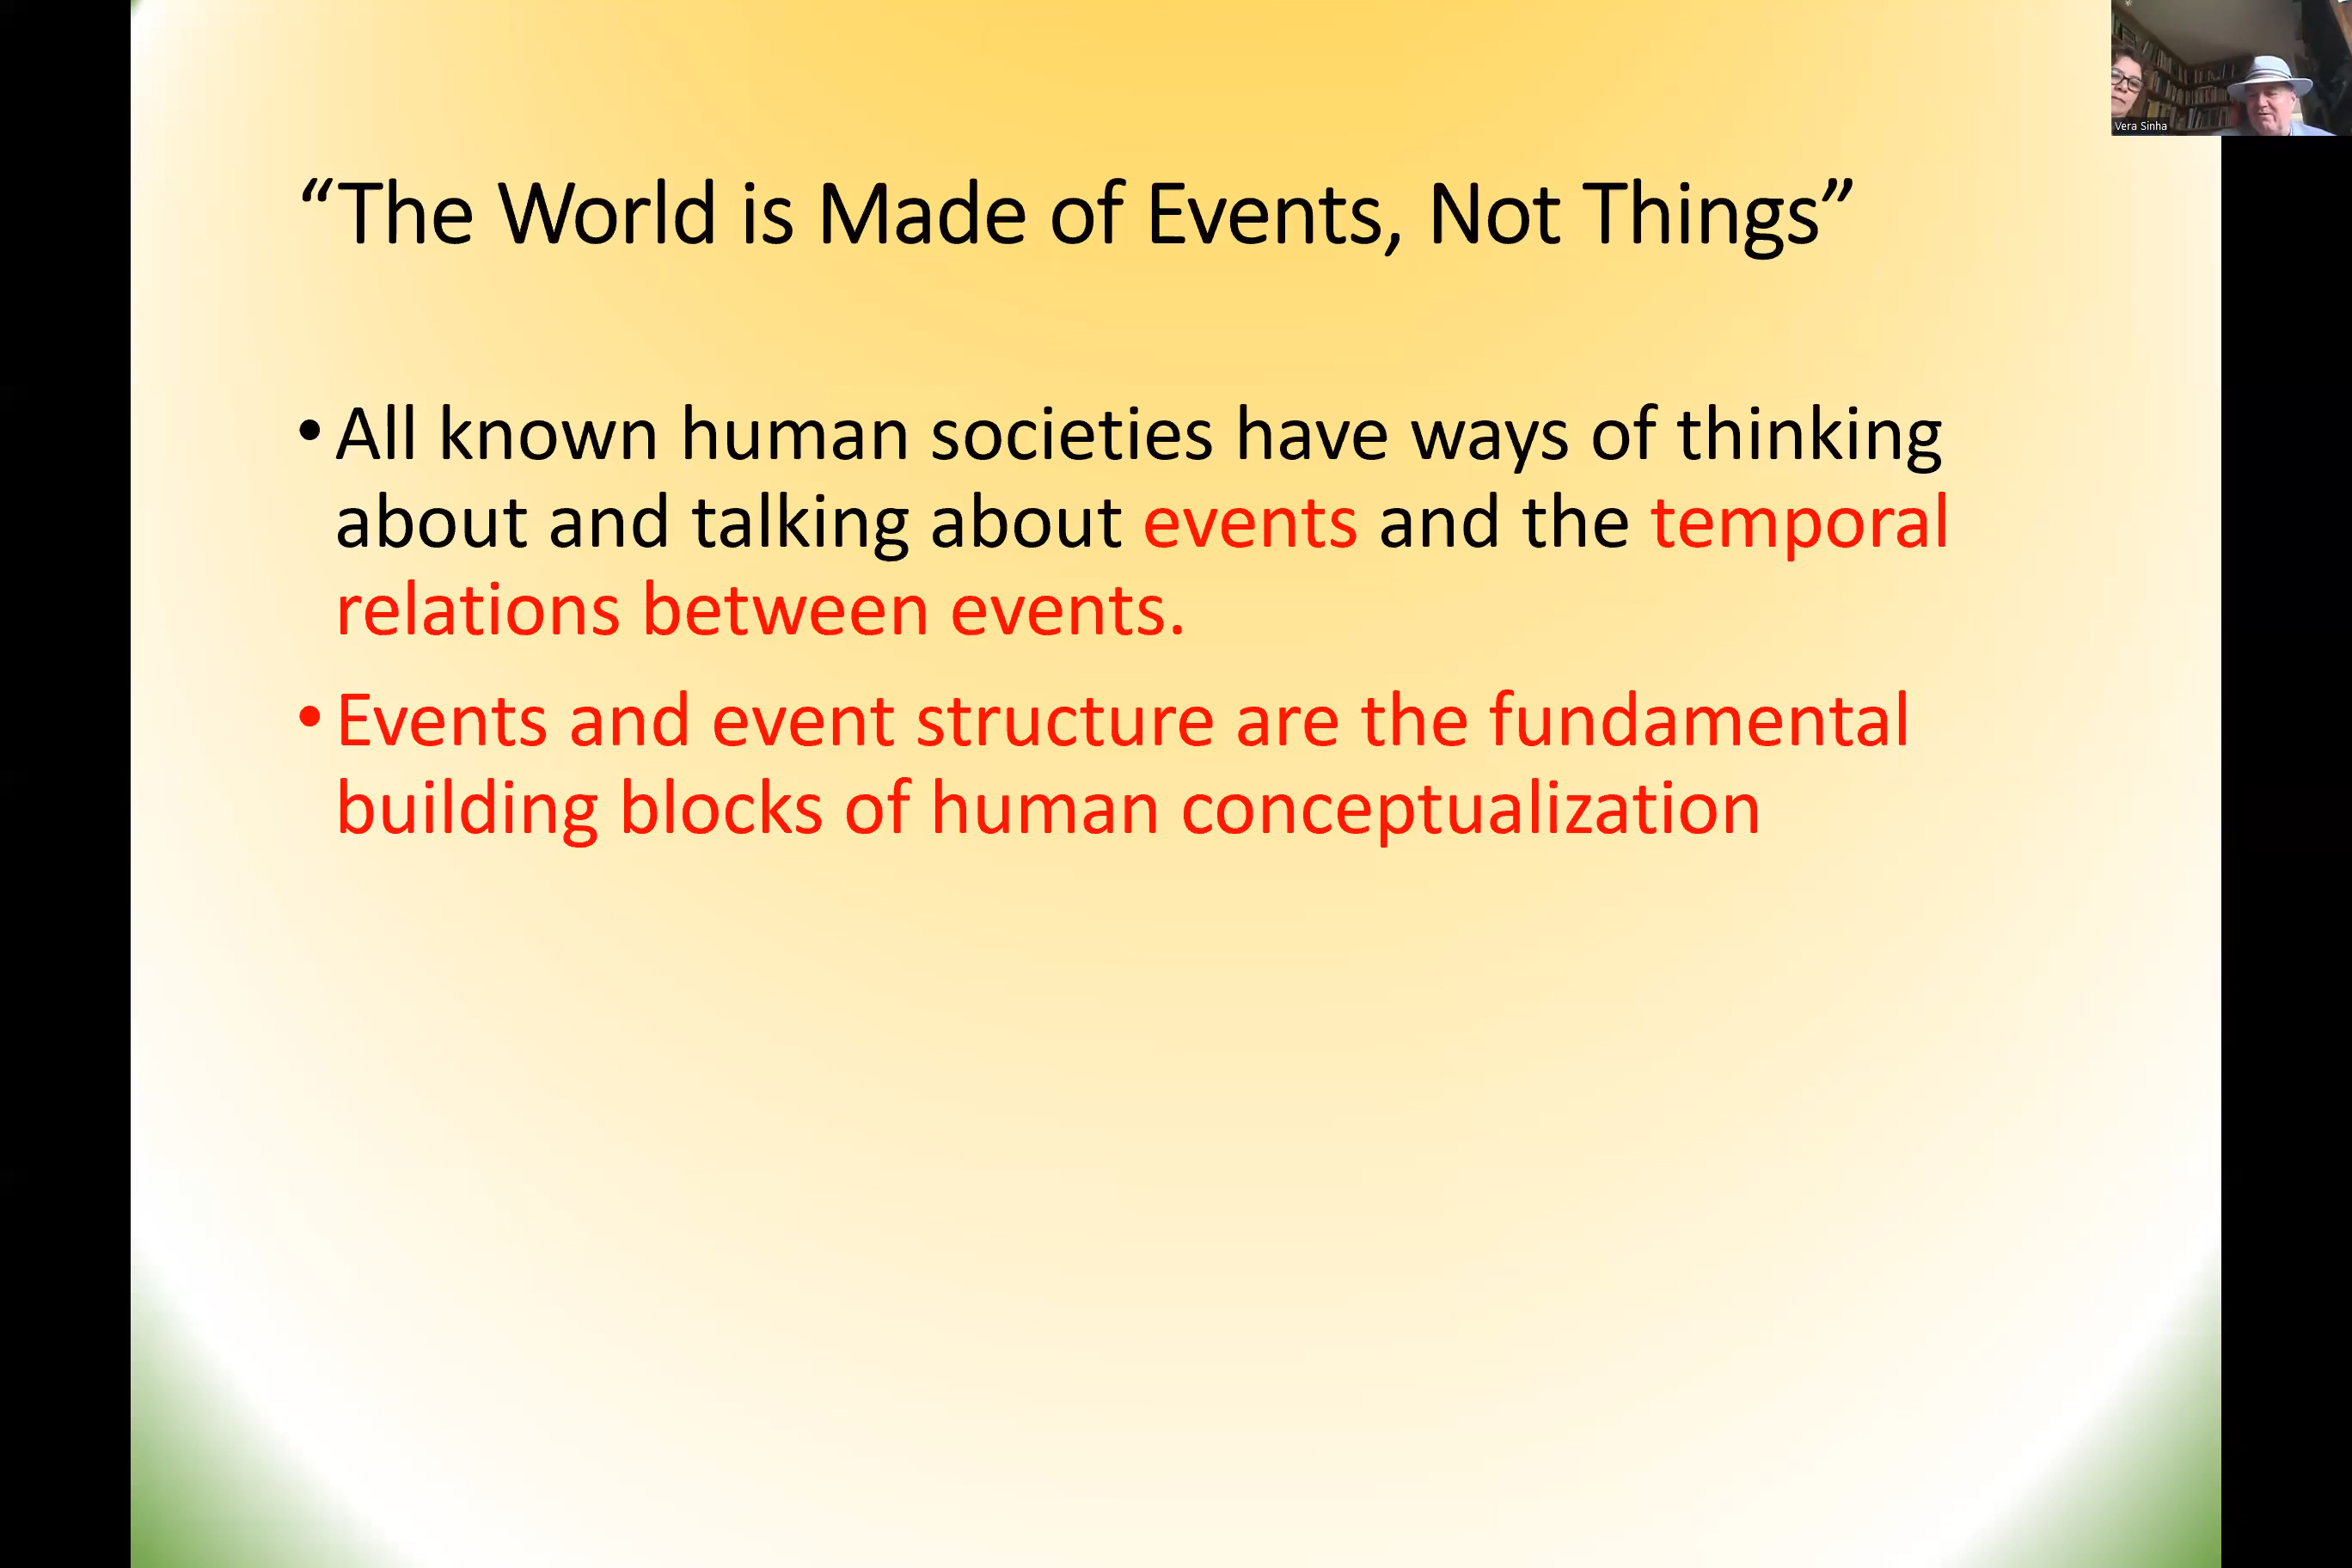 “The World is Made of Events, Not Things”
• All known human societies have ways of thinking
about and talking about events and the temporal
relations between events.
• Events and event structure are the fundamental
building blocks of human conceptualization
Vera Sinha